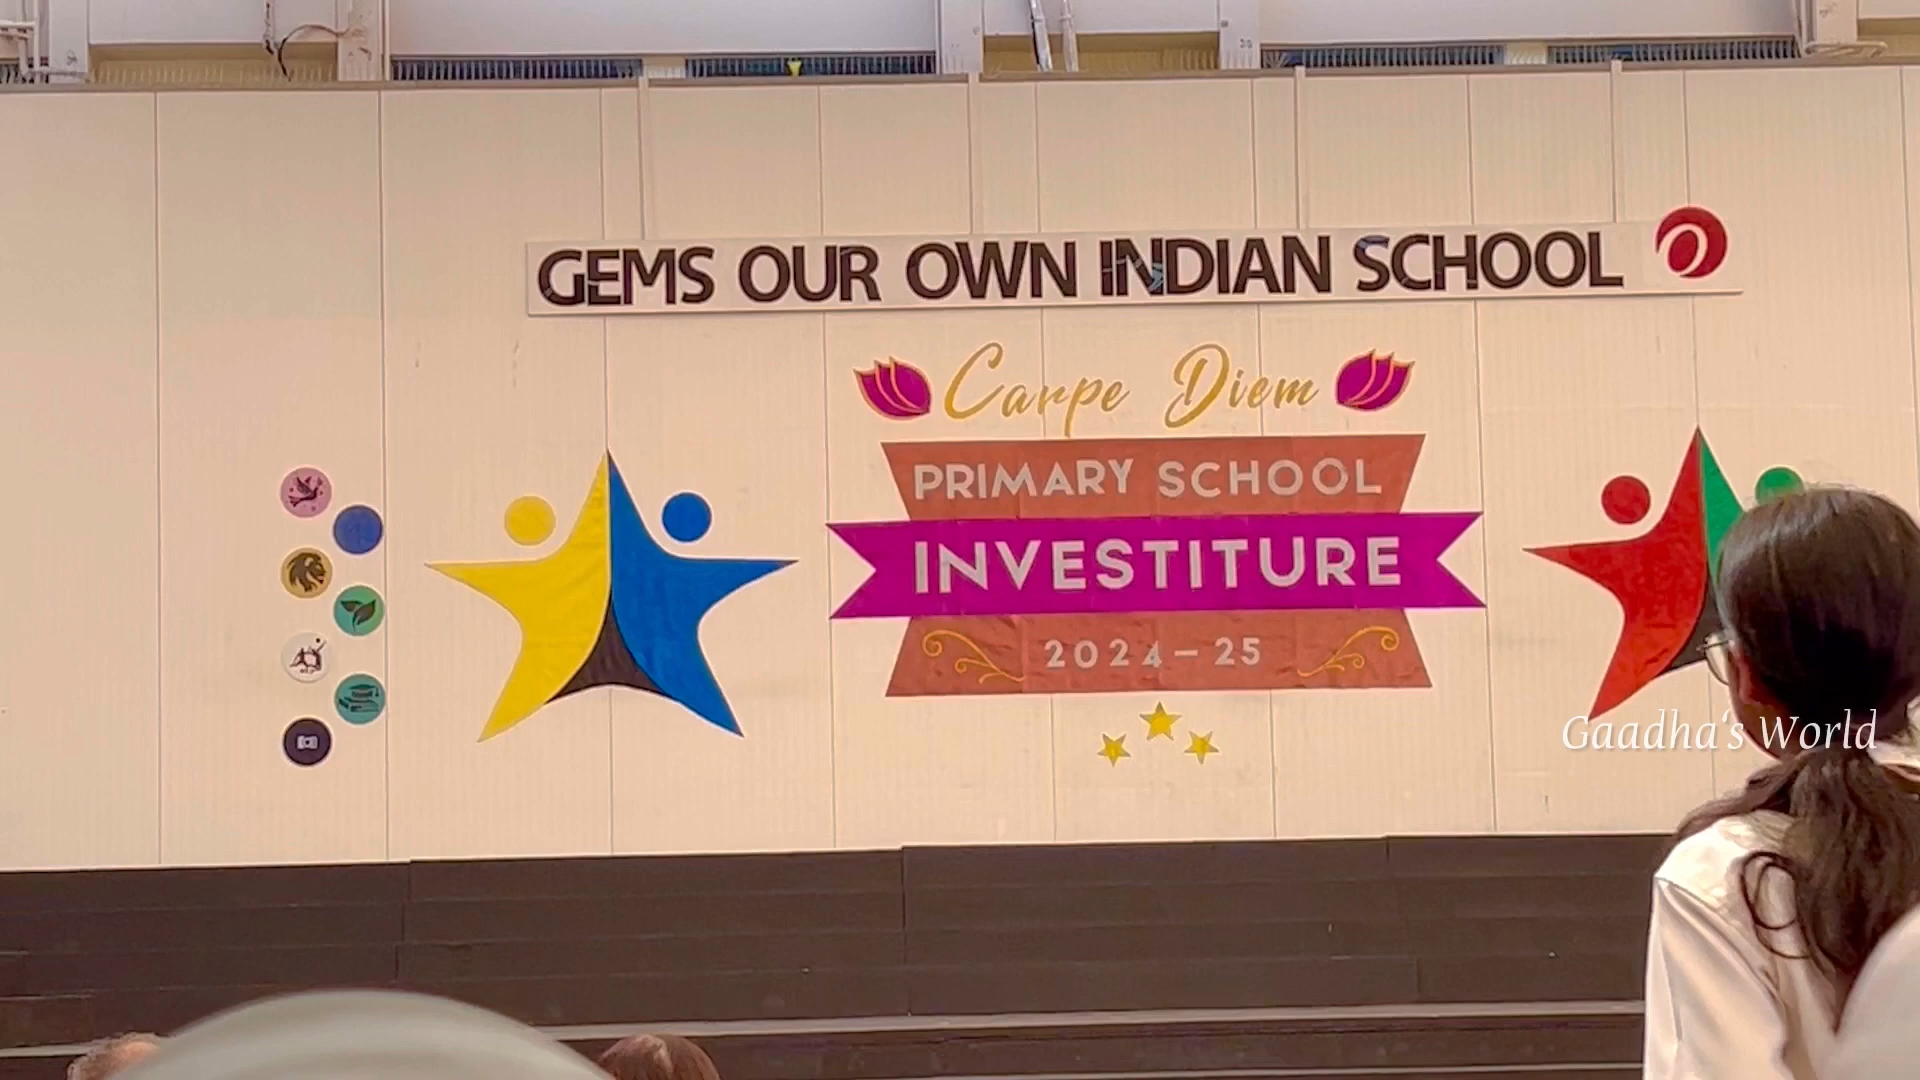 GEMS OUR OWN INDIAN SCHOOL
Carpe Diem
PRIMARY SCHOOL
INVESTITURE
2024-25
Gaadha's World